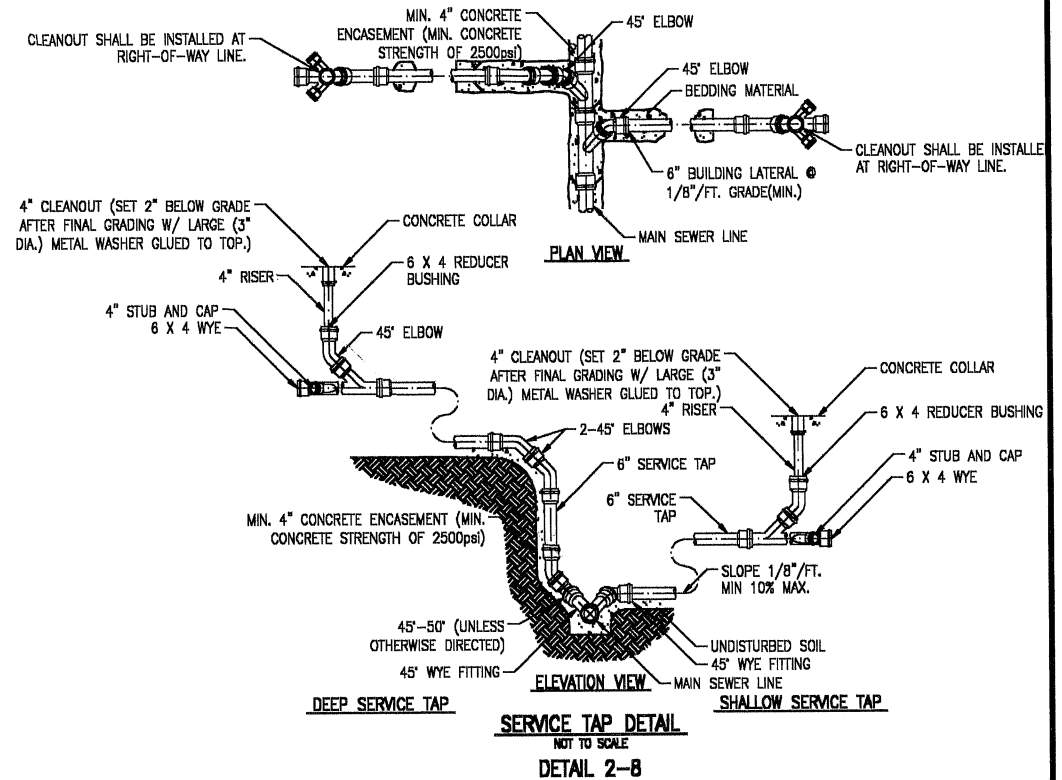 MIN. 4" CONCRETE
ENCASEMENT (MIN. CONCRETE
STRENGTH OF 2500psi)
45° ELBOW
CLEANOUT SHALL BE INSTALLED AT
RIGHT-OF-WAY LINE.
45° ELBOW
BEDDING MATERIAL
CLEANOUT SHALL BE INSTALLE
AT RIGHT-OF-WAY LINE.
6" BUILDING LATERAL @
1/8"/FT. GRADE(MIN.)
MAIN SEWER LINE
PLAN VIEW
4" CLEANOUT (SET 2" BELOW GRADE
AFTER FINAL GRADING W/ LARGE (3"
DIA.) METAL WASHER GLUED TO TOP.)
CONCRETE COLLAR
6 X 4 REDUCER
BUSHING
4" RISER
4" STUB AND CAP
6 X 4 WYE
45° ELBOW
4" CLEANOUT (SET 2" BELOW GRADE
AFTER FINAL GRADING W/ LARGE (3"
DIA.) METAL WASHER GLUED TO TOP.)
4" RISER
CONCRETE COLLAR
6 X 4 REDUCER BUSHING
2-45° ELBOWS
4" STUB AND CAP
6 X 4 WYE
6" SERVICE TAP
6" SERVICE
TAP
MIN. 4" CONCRETE ENCASEMENT (MIN.
CONCRETE STRENGTH OF 2500psi)
SLOPE 1/8"/FT.
MIN 10% MAX.
45°-50° (UNLESS
OTHERWISE DIRECTED)
45° WYE FITTING
UNDISTURBED SOIL
45° WYE FITTING
MAIN SEWER LINE
ELEVATION VIEW
DEEP SERVICE TAP
SHALLOW SERVICE TAP
SERVICE TAP DETAIL
NOT TO SCALE
DETAIL 2-8